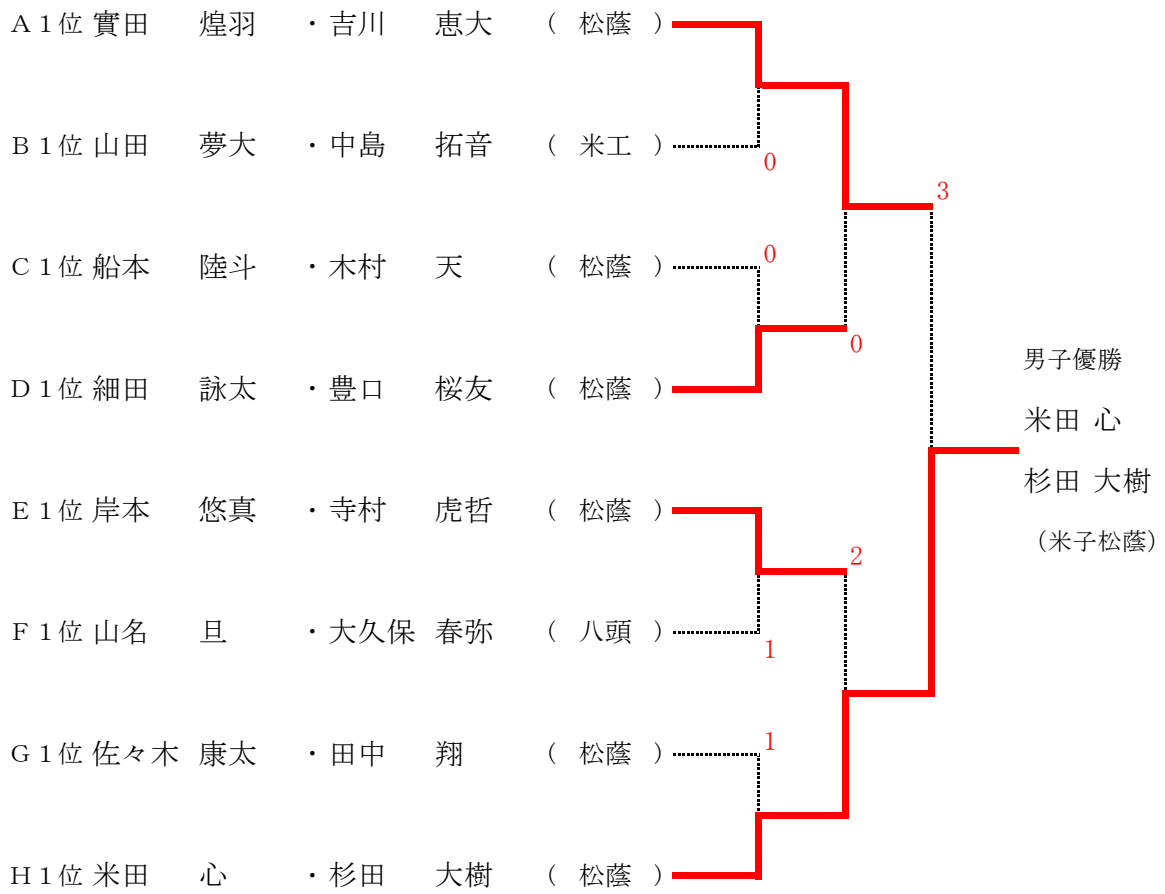 A1位 實田 煌羽 ・吉川 恵大 ( 松蔭 )
B1位 山田 夢大 ・中島 拓音 ( 米工 )
0
3
C1位 船本 陸斗 ・木村 天 ( 松蔭 )
0
0
男子優勝
D1位 細田 詠太 ・豊口 桜友 ( 松蔭 )
米田 心
杉田 大樹
E1位 岸本 悠真 ・寺村 虎哲 ( 松蔭 )
（米子松蔭）
2
F1位 山名 旦 ・大久保 春弥 ( 八頭 )
1
G1位 佐々木 康太 ・田中 翔 ( 松蔭 )
1
H1位 米田 心 ・杉田 大樹 ( 松蔭 )